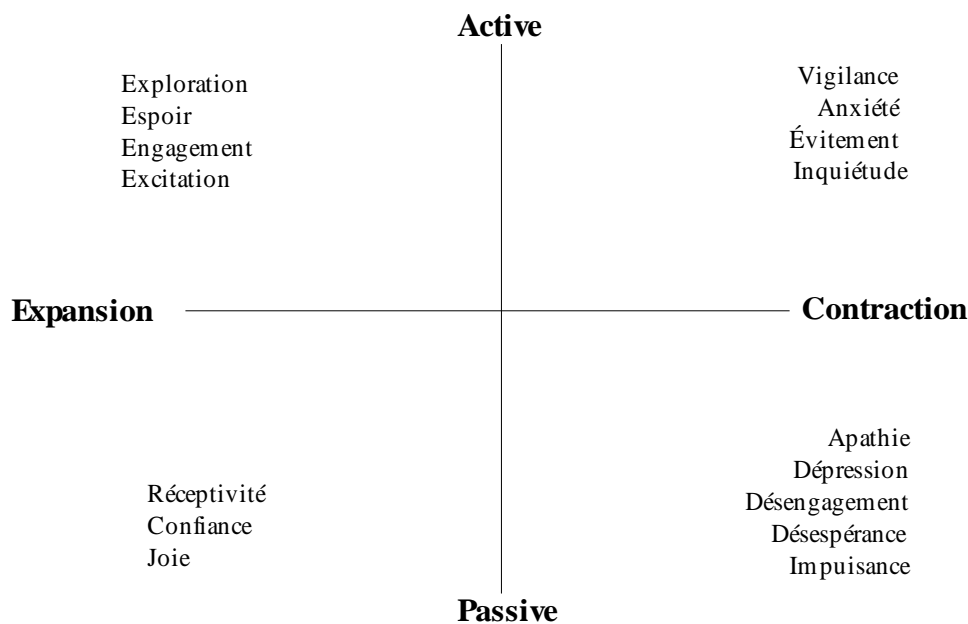 Active
Exploration
Espoir
Engagement
Excitation
Vigilance
Anxiété
Évitement
Inquiétude
Expansion
Contraction
Réceptivité
Confiance
Joie
Apathie
Dépression
Désengagement
Désespérance
Impuisance
Passive